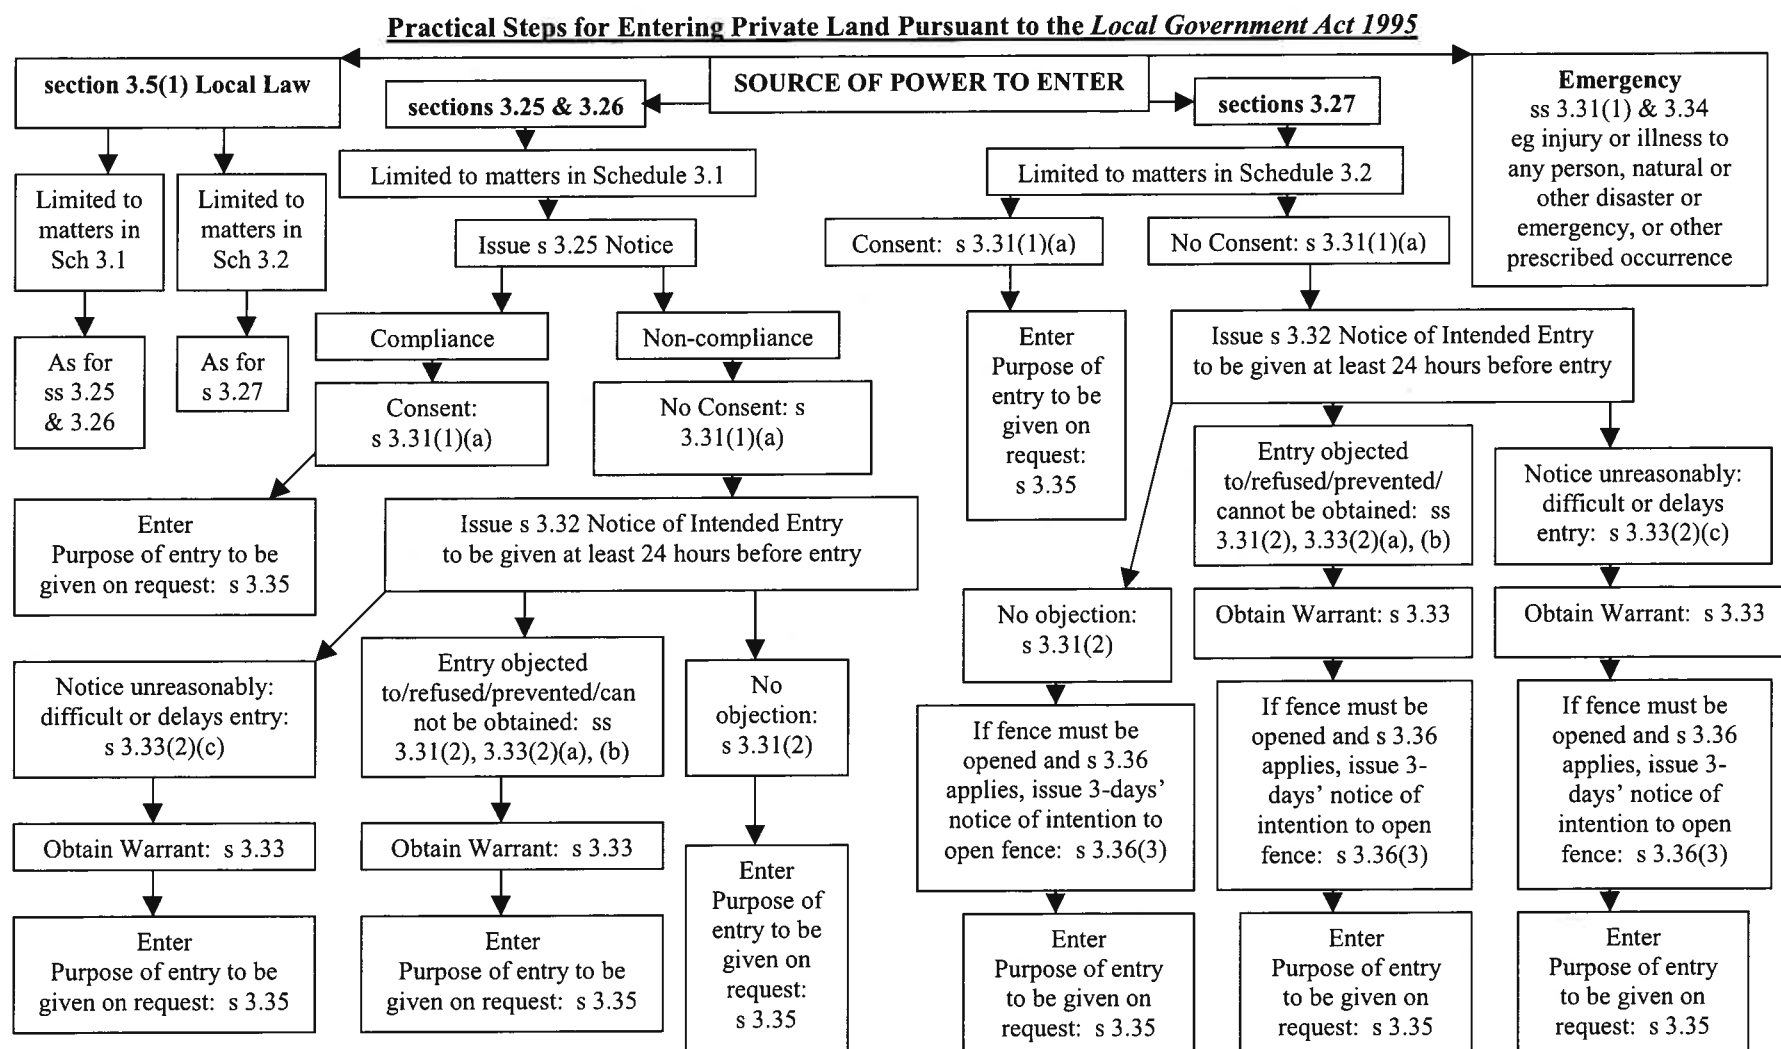 Practical Steps for Entering Private Land Pursuant to the Local Government Act 1995
SOURCE OF POWER TO ENTER
section 3.5(1) Local Law
Limited to
matters in
Sch 3.1
As for
ss 3.25
& 3.26
Limited to
matters in
Sch 3.2
As for
s 3.27
sections 3.25 & 3.26
Limited to matters in Schedule 3.1
Issue s 3.25 Notice
Compliance
Consent:
s 3.31(1)(a)
Enter
Purpose of entry to be
given on request: s 3.35
Non-compliance
No Consent: s
3.31(1)(a)
Issue s 3.32 Notice of Intended Entry
to be given at least 24 hours before entry
Notice unreasonably:
difficult or delays entry:
s 3.33(2)(c)
Obtain Warrant: s 3.33
Enter
Purpose of entry to be
given on request: s 3.35
Entry objected
to/refused/prevented/can
not be obtained: ss
3.31(2), 3.33(2)(a), (b)
Obtain Warrant: s 3.33
Enter
Purpose of entry to be
given on request: s 3.35
No
objection:
s 3.31(2)
Enter
Purpose of
entry to be
given on
request:
s 3.35
sections 3.27
Limited to matters in Schedule 3.2
Consent: s 3.31(1)(a)
Enter
Purpose of
entry to be
given on
request:
s 3.35
No Consent: s 3.31(1)(a)
Issue s 3.32 Notice of Intended Entry
to be given at least 24 hours before entry
No objection:
s 3.31(2)
If fence must be
opened and s 3.36
applies, issue 3-days'
notice of intention to
open fence: s 3.36(3)
Enter
Purpose of entry
to be given on
request: s 3.35
Entry objected
to/refused/prevented/
cannot be obtained: ss
3.31(2), 3.33(2)(a), (b)
Obtain Warrant: s 3.33
If fence must be
opened and s 3.36
applies, issue 3-
days' notice of
intention to open
fence: s 3.36(3)
Enter
Purpose of entry
to be given on
request: s 3.35
Notice unreasonably:
difficult or delays
entry: s 3.33(2)(c)
Obtain Warrant: s 3.33
If fence must be
opened and s 3.36
applies, issue 3-
days' notice of
intention to open
fence: s 3.36(3)
Enter
Purpose of entry
to be given on
request: s 3.35
Emergency
ss 3.31(1) & 3.34
eg injury or illness to
any person, natural or
other disaster or
emergency, or other
prescribed occurrence